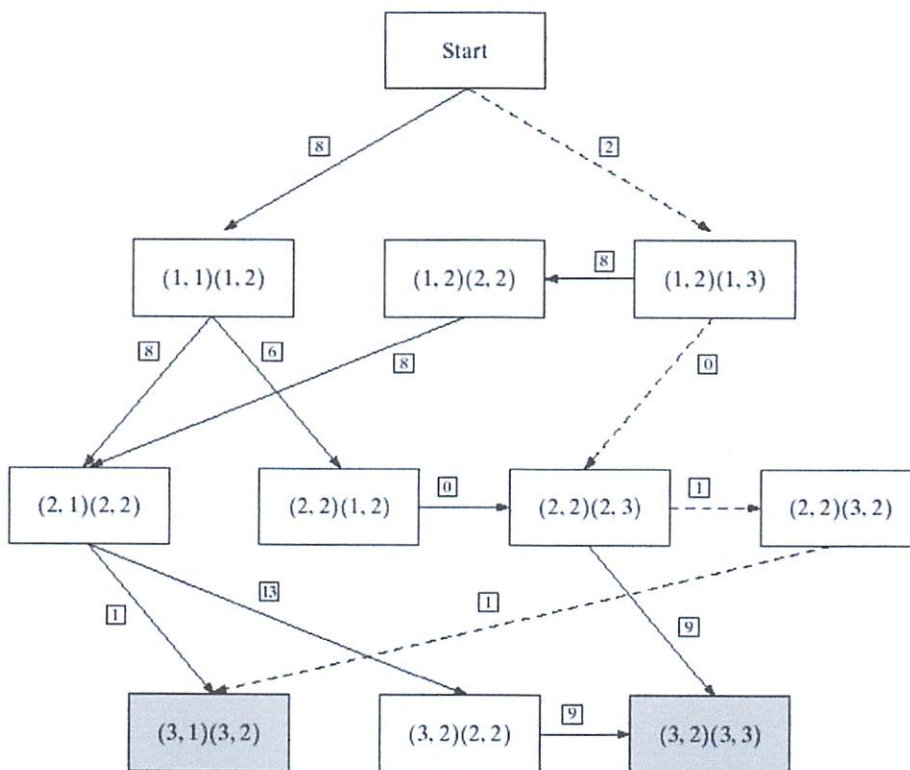 Start
8
2
(1, 1)(1, 2)
(1, 2)(2, 2)
8
(1, 2)(1, 3)
8
6
8
0
(2, 1)(2, 2)
(2, 2)(1, 2)
0
(2, 2)(2, 3)
1
(2, 2)(3, 2)
1
13
1
9
(3, 1)(3, 2)
(3, 2)(2, 2)
9
(3, 2)(3, 3)